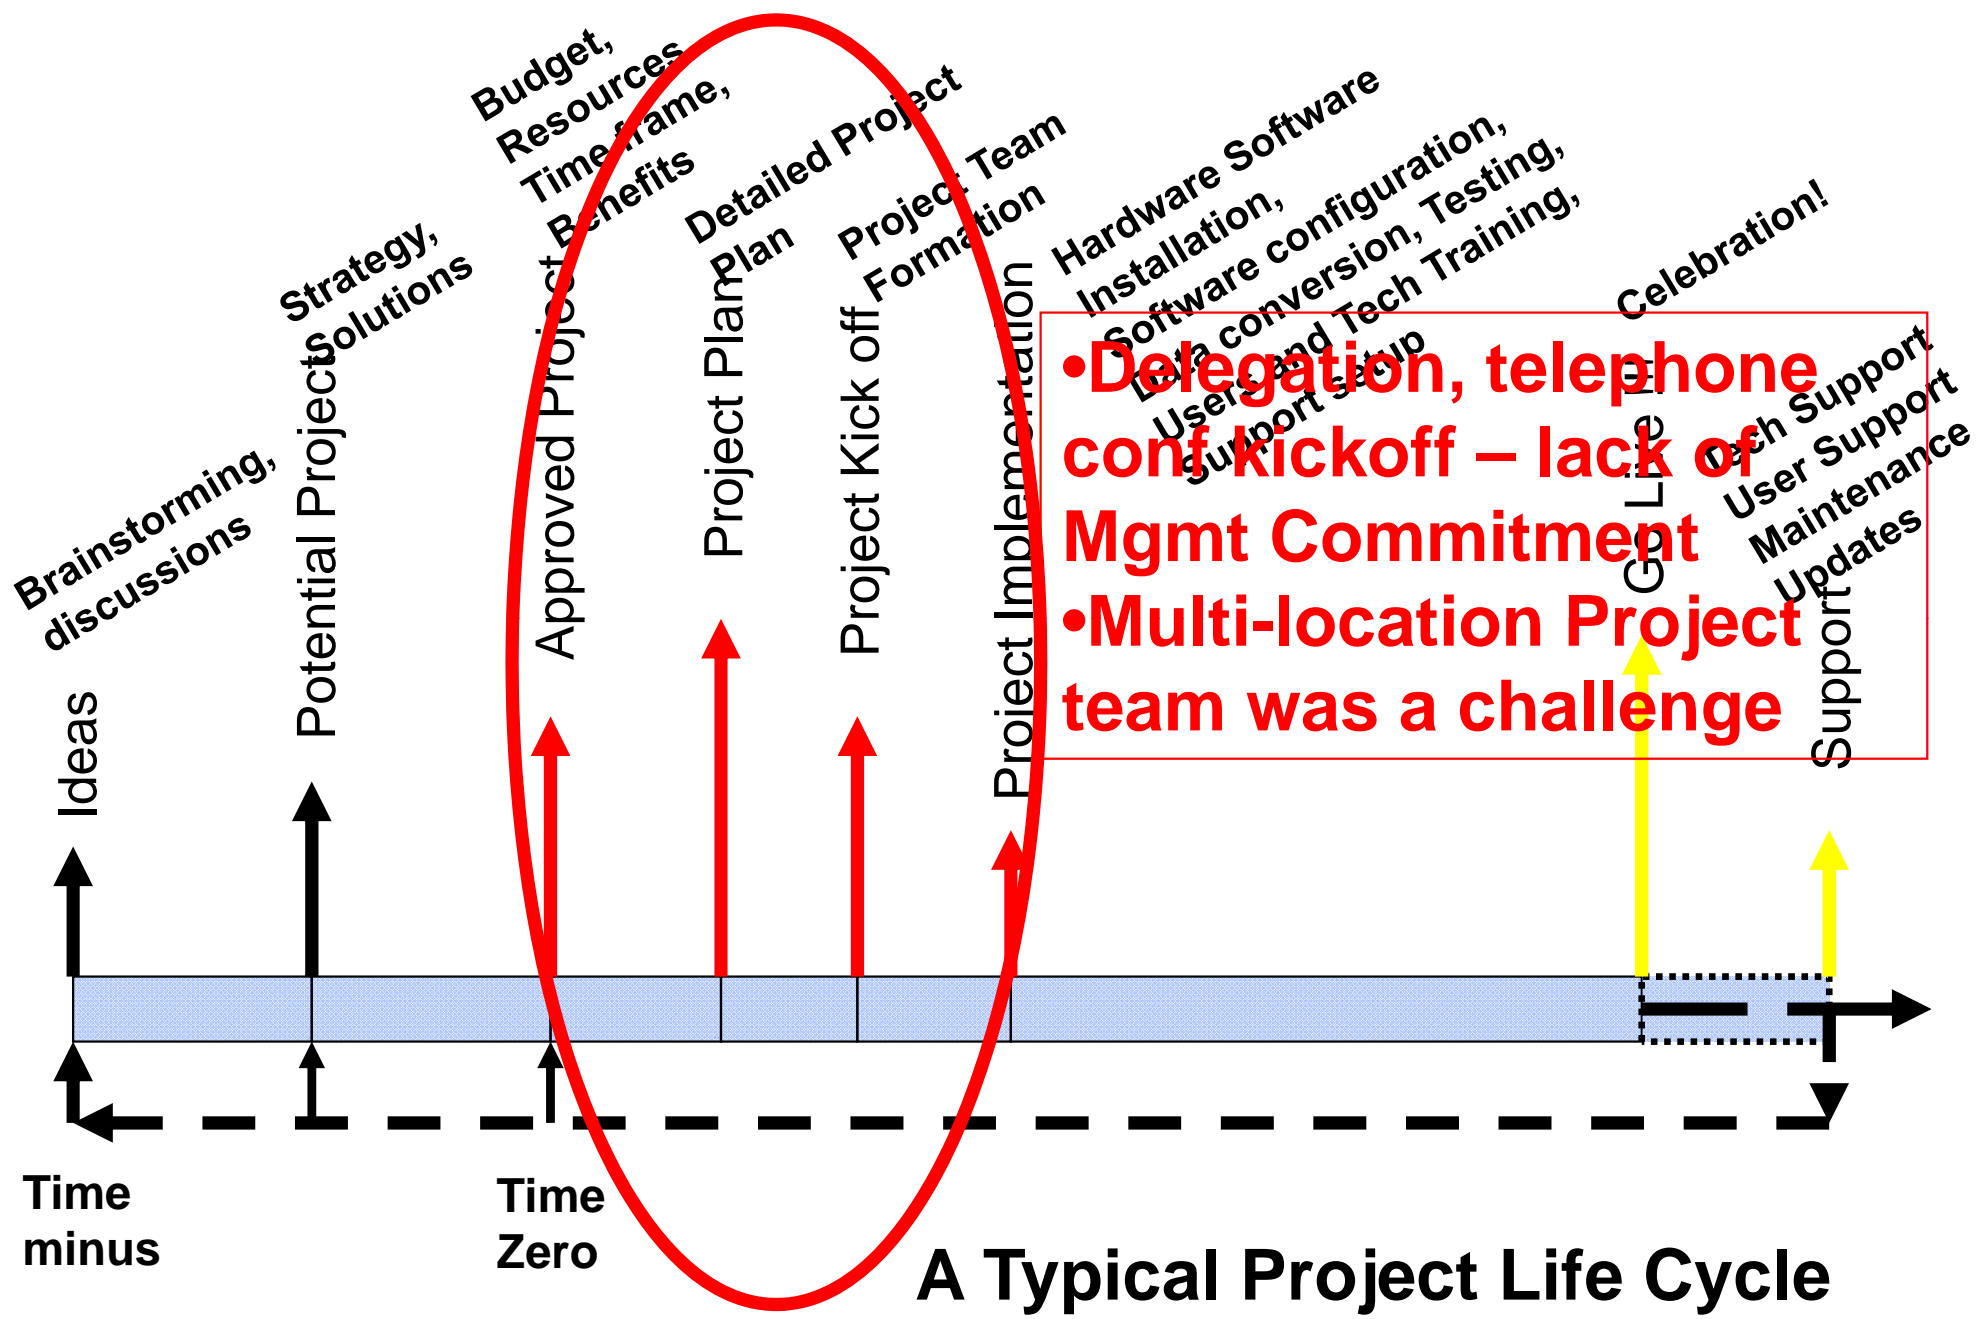 Brainstorming,
discussions
Ideas
Strategy,
Solutions
Potential Project
Budget,
Resources
Time frame,
Benefits
Approved Project
Detailed Project
Plan
Project Plan
Project Team
Formation
Project Kick off
Project Implementation
Hardware Software
Installation,
Software configuration,
Data conversion, Testing,
Users and Tech Training,
Support setup
Celebration!
Go Live !!!
Tech Support
User Support
Maintenance
Updates
Support
•Delegation, telephone
conf kickoff – lack of
Mgmt Commitment
•Multi-location Project
team was a challenge
Time
minus
Time
Zero
A Typical Project Life Cycle